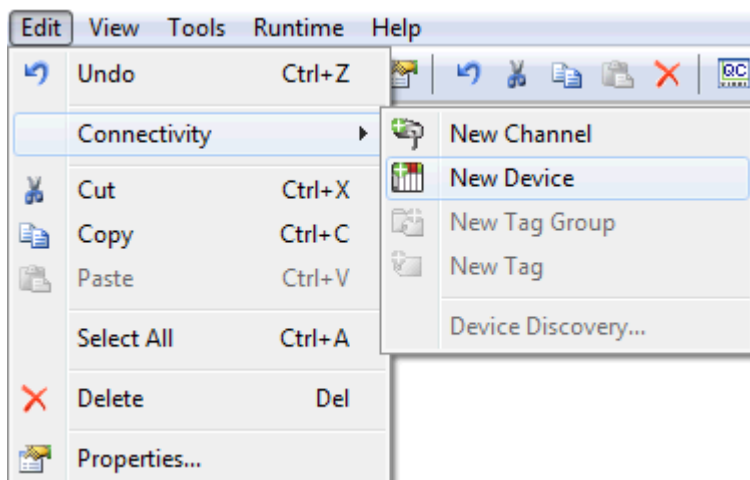 Edit View Tools Runtime Help
Undo Ctrl+Z
QC
Connectivity
New Channel
New Device
New Tag Group
New Tag
Device Discovery...
Cut Ctrl+X
Copy Ctrl+C
Paste Ctrl+V
Select All Ctrl+A
Delete Del
Properties...